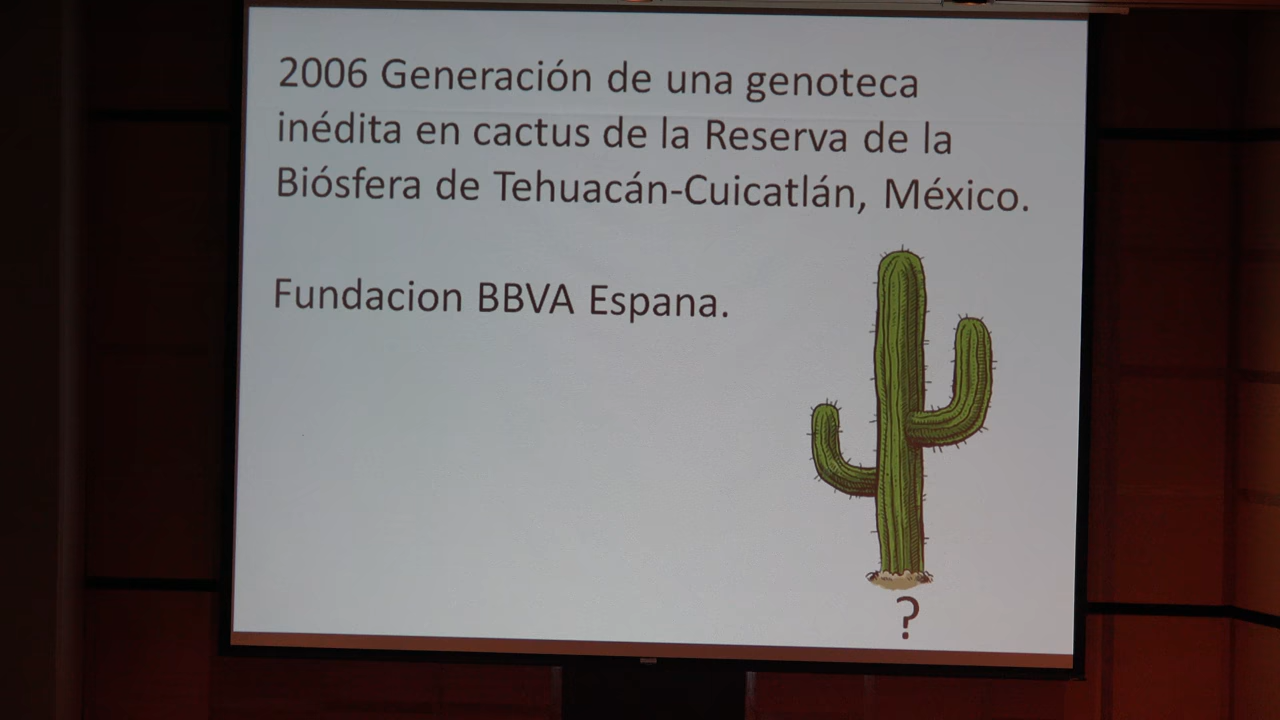 2006 Generación de una genoteca
inédita en cactus de la Reserva de la
Biósfera de Tehuacán-Cuicatlán, México.
Fundacion BBVA Espana.
?